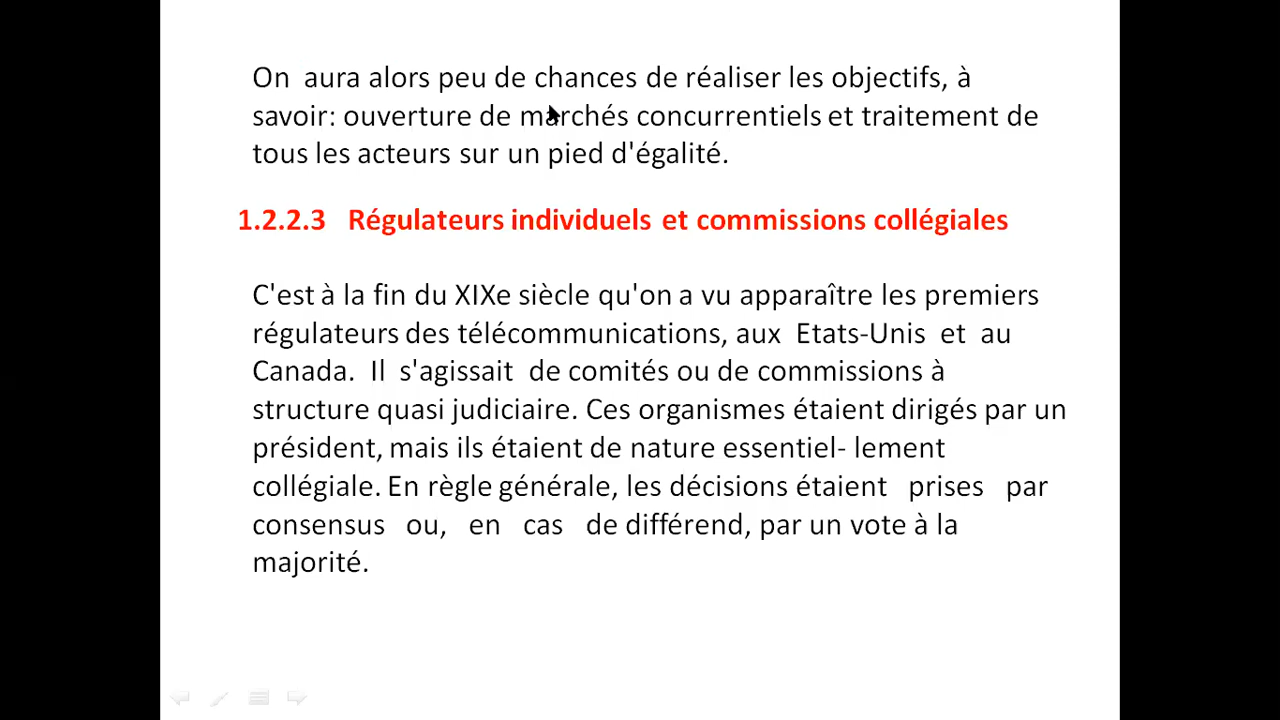 On aura alors peu de chances de réaliser les objectifs, à
savoir: ouverture de marchés concurrentiels et traitement de
tous les acteurs sur un pied d'égalité.
1.2.2.3 Régulateurs individuels et commissions collégiales
C'est à la fin du XIXe siècle qu'on a vu apparaître les premiers
régulateurs des télécommunications, aux Etats-Unis et au
Canada. Il s'agissait de comités ou de commissions à
structure quasi judiciaire. Ces organismes étaient dirigés par un
président, mais ils étaient de nature essentiel- lement
collégiale. En règle générale, les décisions étaient prises par
consensus ou, en cas de différend, par un vote à la
majorité.